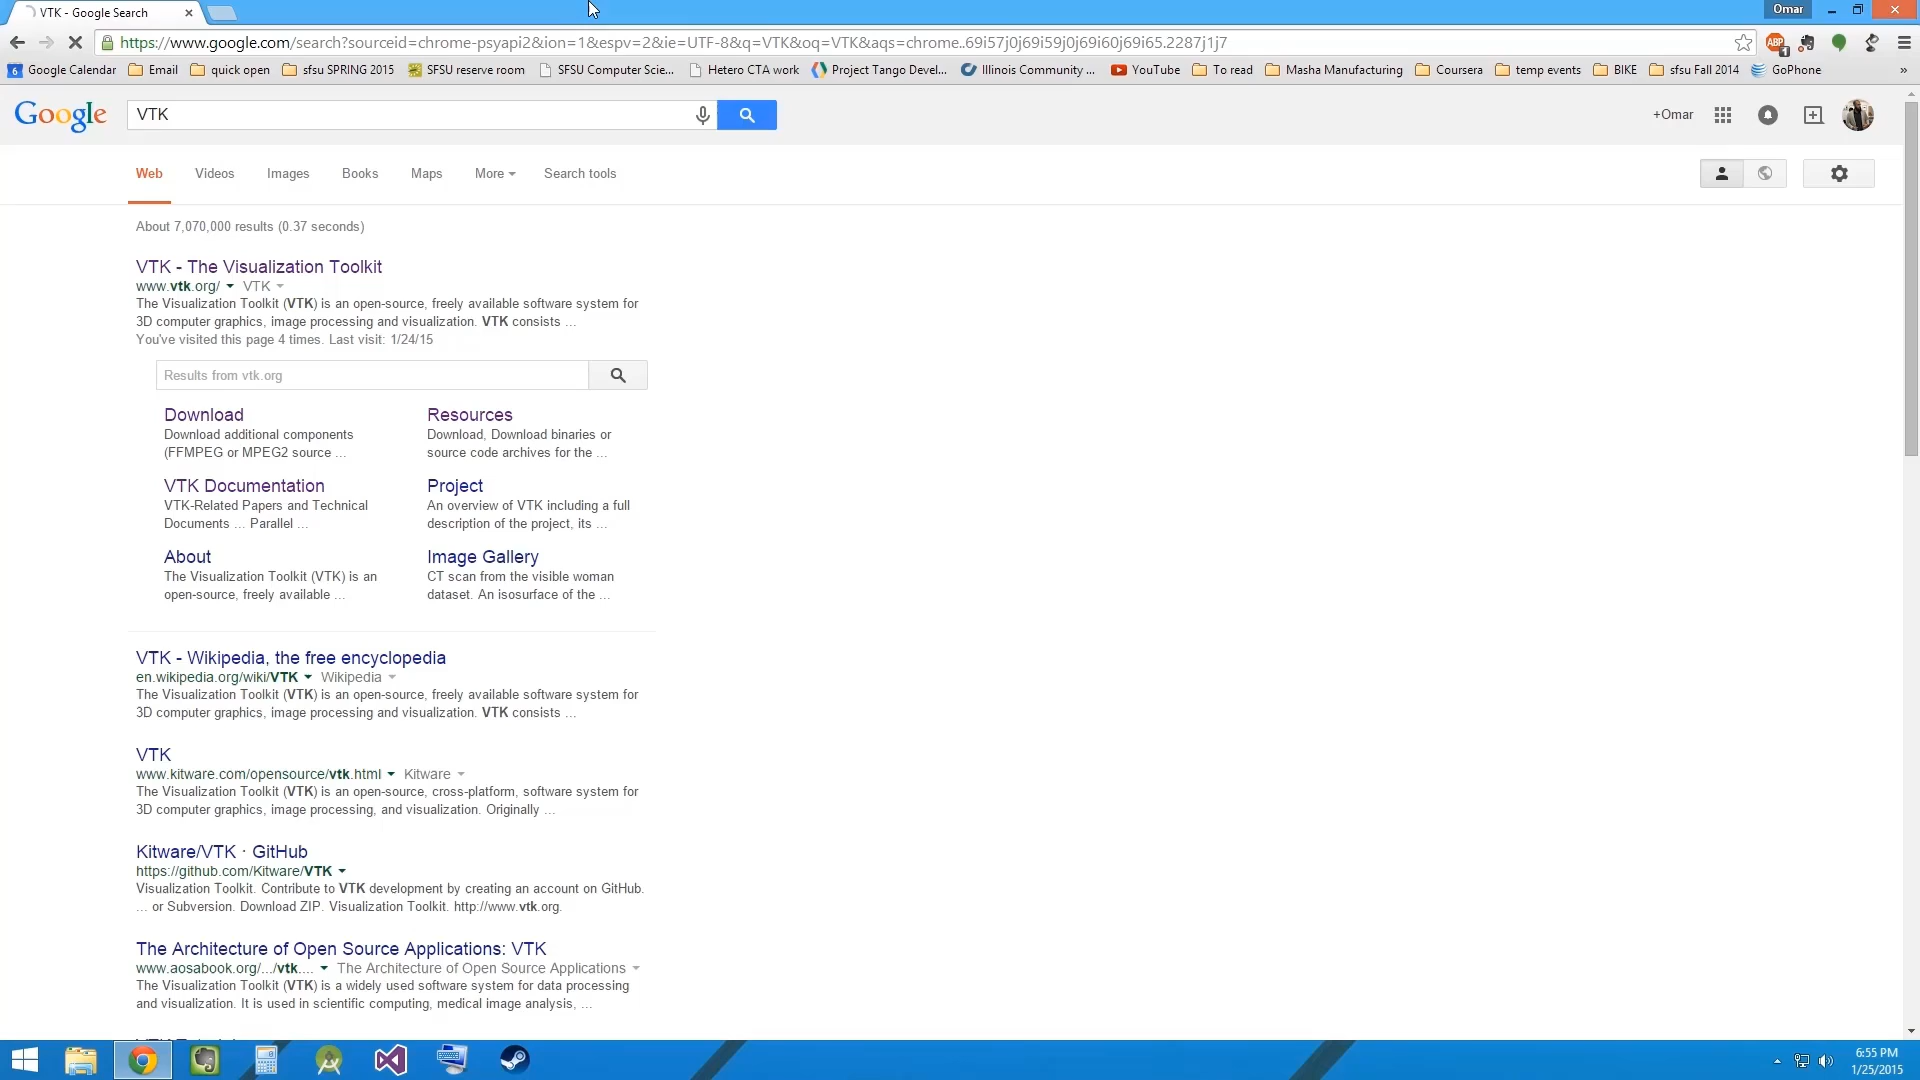 VTK - Google Search
Omar
https://www.google.com/search?sourceid=chrome-psyapi2&ion=1&espv=2&ie=UTF-8&q=VTK&oq=VTK&aqs=chrome..69i57j0j69i59j0j69i60j69i65.2287j1j7
ABP 1
6 Google Calendar Email quick open sfsu SPRING 2015 SFSU reserve room SFSU Computer Scie... Hetero CTA work Project Tango Devel... Illinois Community ... YouTube To read Masha Manufacturing Coursera temp events BIKE sfsu Fall 2014 GoPhone »
Google VTK +Omar
Web Videos Images Books Maps More Search tools
About 7,070,000 results (0.37 seconds)
VTK - The Visualization Toolkit
www.vtk.org/ VTK
The Visualization Toolkit (VTK) is an open-source, freely available software system for
3D computer graphics, image processing and visualization. VTK consists ...
You've visited this page 4 times. Last visit: 1/24/15
Results from vtk.org
Download
Download additional components
(FFMPEG or MPEG2 source ...
Resources
Download, Download binaries or
source code archives for the ...
VTK Documentation
VTK-Related Papers and Technical
Documents ... Parallel ...
Project
An overview of VTK including a full
description of the project, its ...
About
The Visualization Toolkit (VTK) is an
open-source, freely available ...
Image Gallery
CT scan from the visible woman
dataset. An isosurface of the ...
VTK - Wikipedia, the free encyclopedia
en.wikipedia.org/wiki/VTK Wikipedia
The Visualization Toolkit (VTK) is an open-source, freely available software system for
3D computer graphics, image processing and visualization. VTK consists ...
VTK
www.kitware.com/opensource/vtk.html Kitware
The Visualization Toolkit (VTK) is an open-source, cross-platform, software system for
3D computer graphics, image processing, and visualization. Originally ...
Kitware/VTK · GitHub
https://github.com/Kitware/VTK
Visualization Toolkit. Contribute to VTK development by creating an account on GitHub.
... or Subversion. Download ZIP. Visualization Toolkit. http://www.vtk.org.
The Architecture of Open Source Applications: VTK
www.aosabook.org/.../vtk.... The Architecture of Open Source Applications
The Visualization Toolkit (VTK) is a widely used software system for data processing
and visualization. It is used in scientific computing, medical image analysis, ...
6:55 PM
1/25/2015